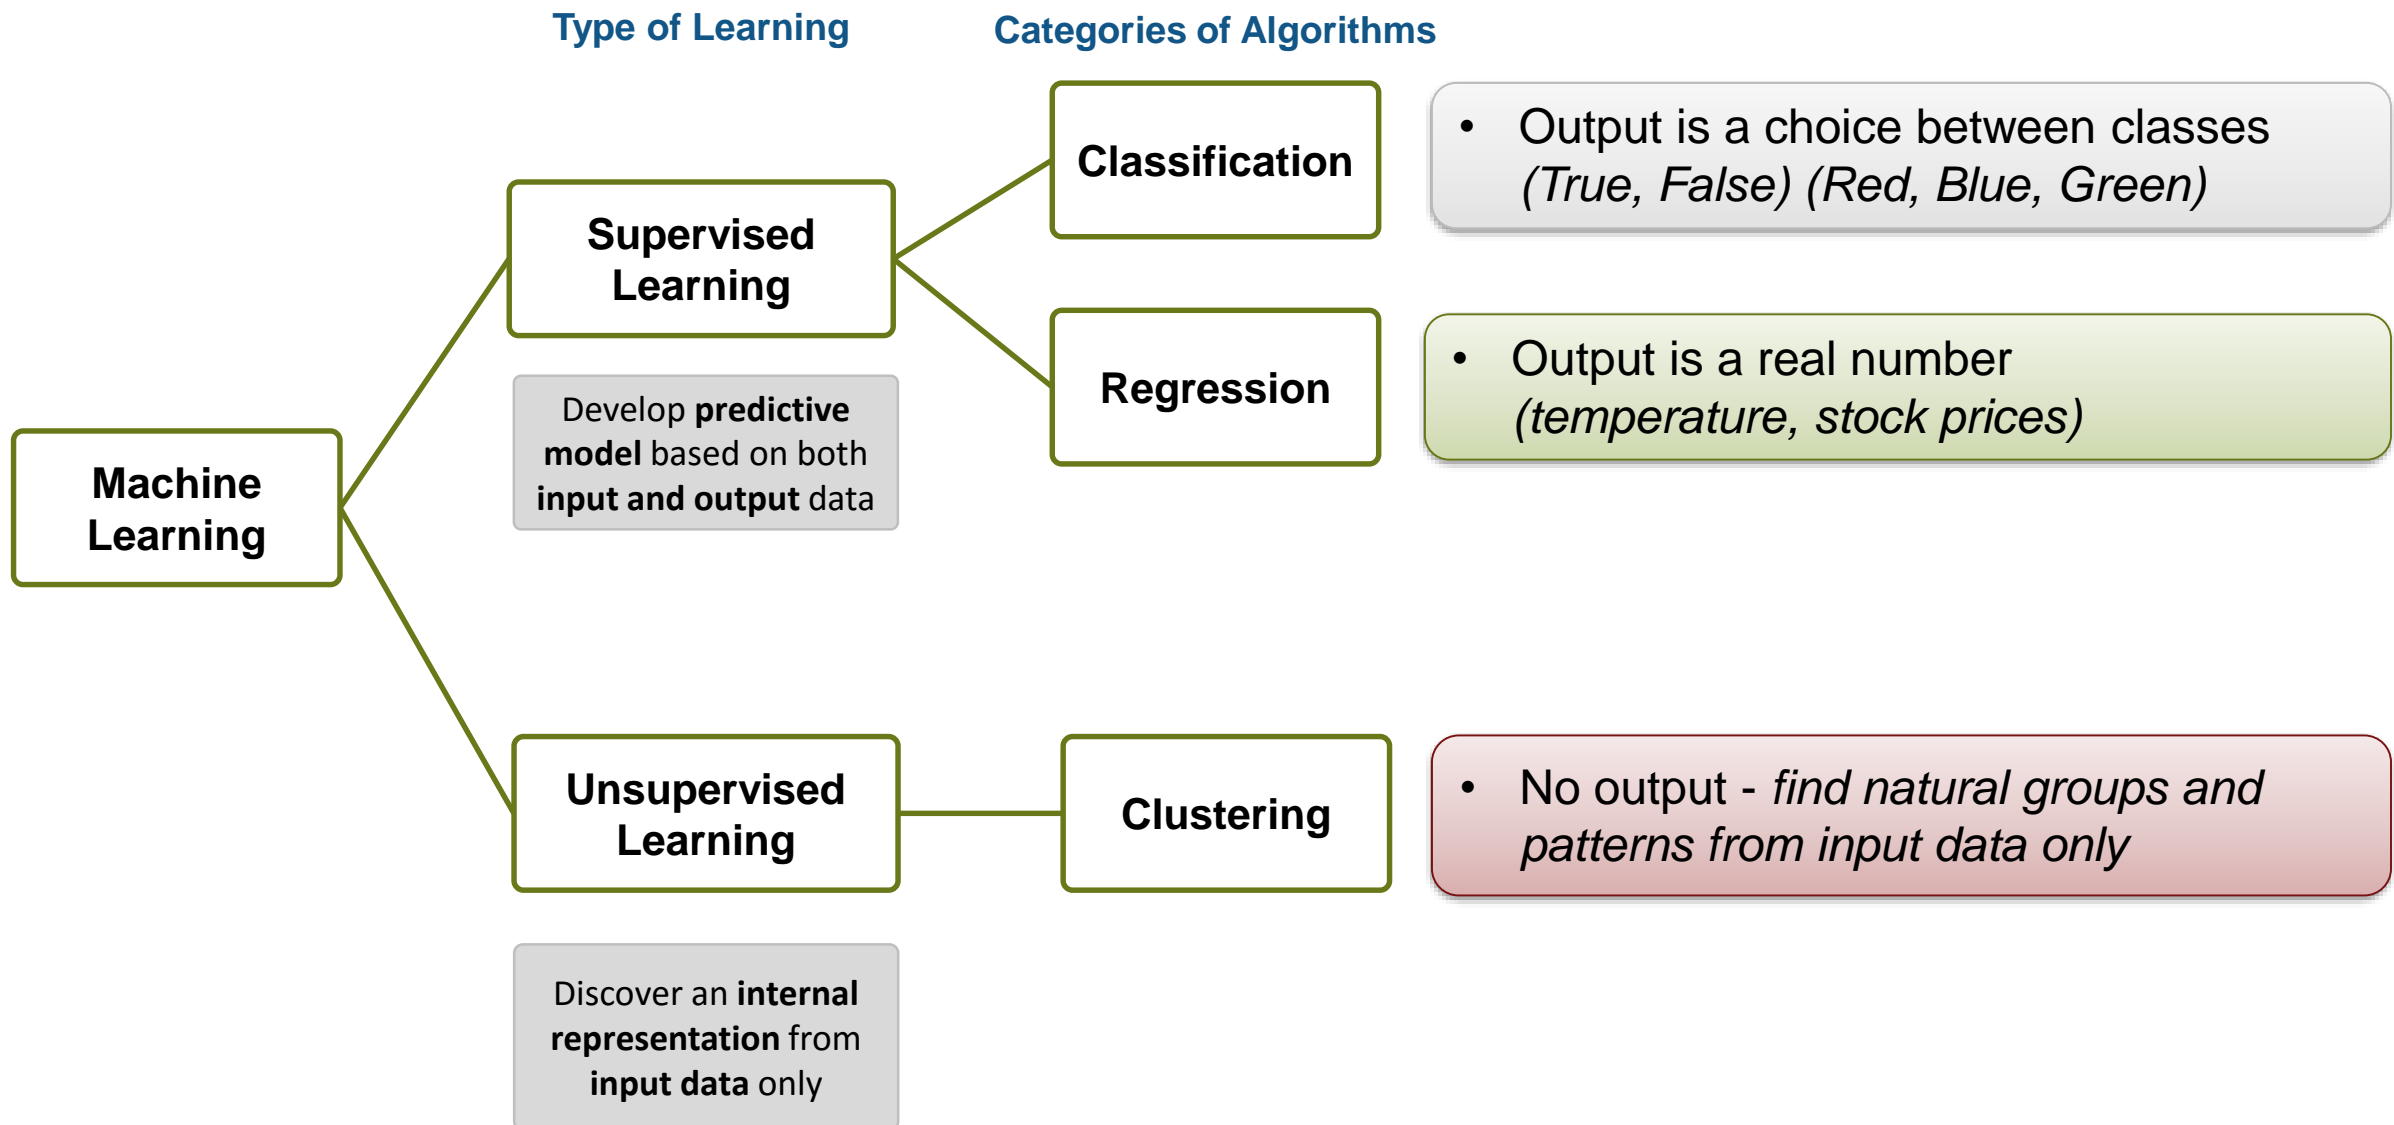 Type of Learning
Categories of Algorithms
Machine
Learning
Supervised
Learning
Develop predictive
model based on both
input and output data
Classification
• Output is a choice between classes
(True, False) (Red, Blue, Green)
Regression
• Output is a real number
(temperature, stock prices)
Unsupervised
Learning
Discover an internal
representation from
input data only
Clustering
• No output - find natural groups and
patterns from input data only